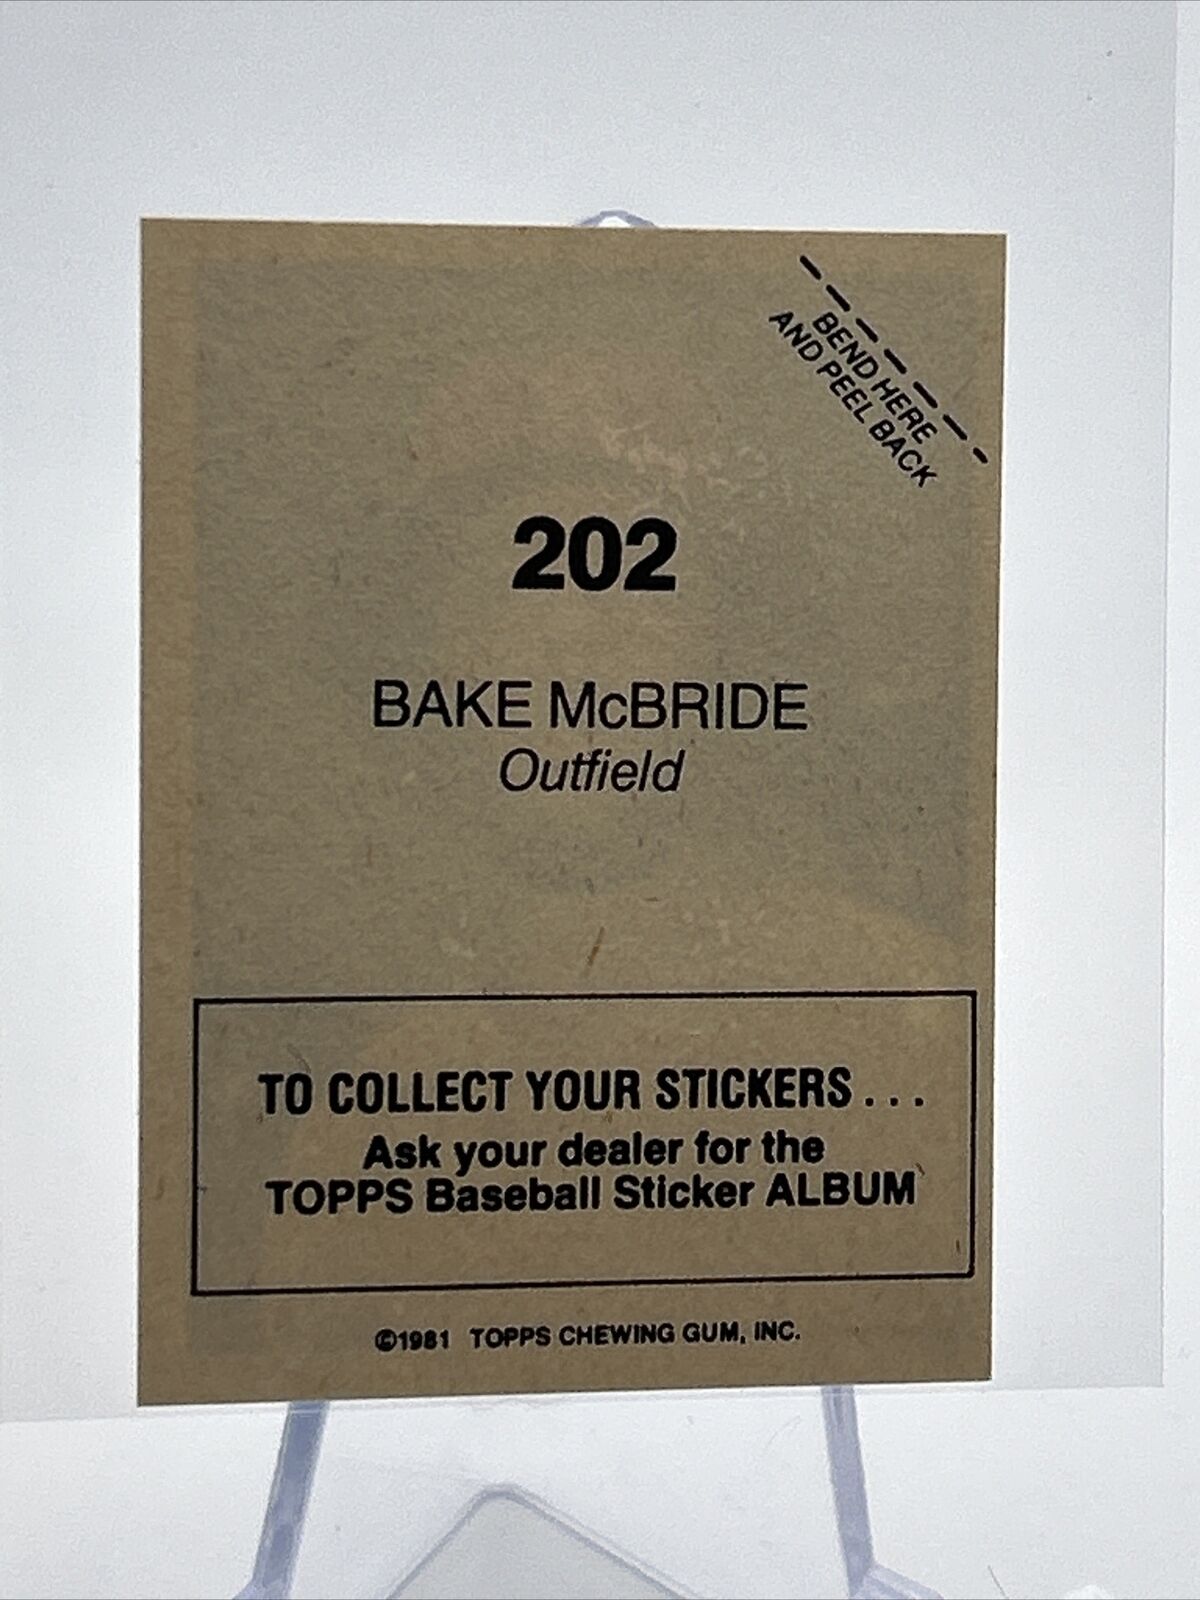 BEND HERE
AND PEEL BACK
202
BAKE McBRIDE
Outfield
TO COLLECT YOUR STICKERS...
Ask your dealer for the
TOPPS Baseball Sticker ALBUM
©1981 TOPPS CHEWING GUM, INC.